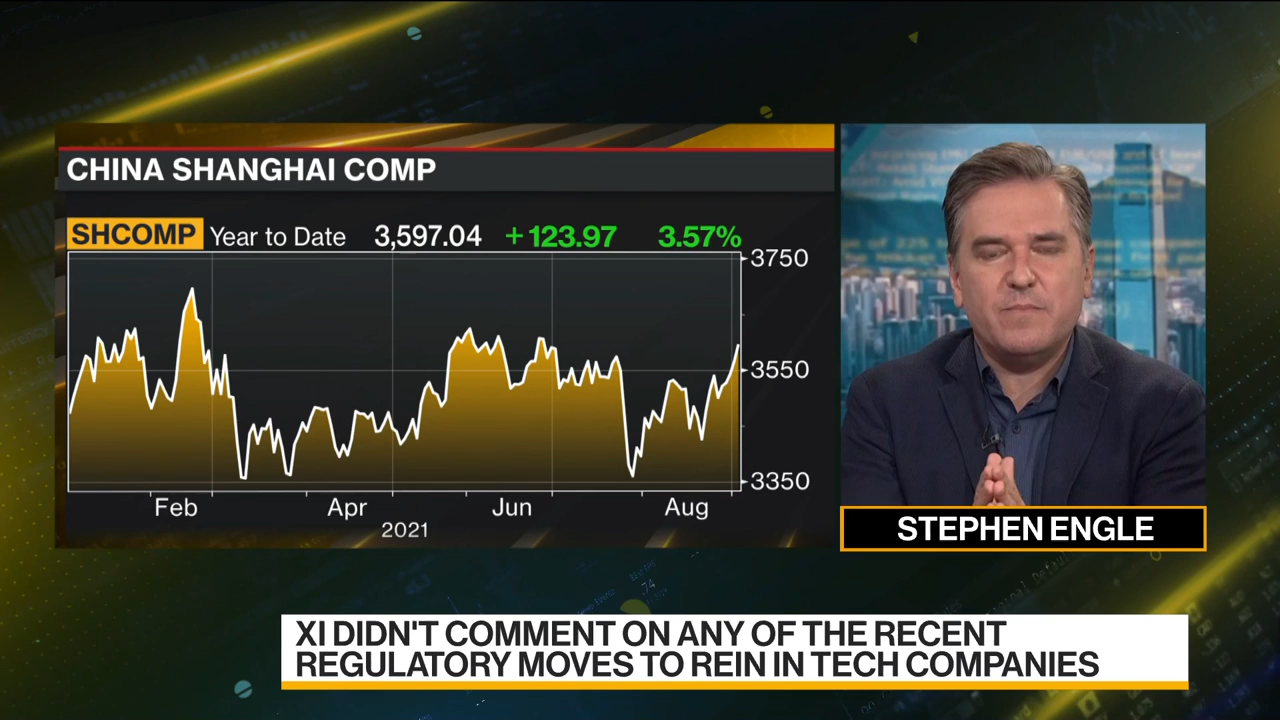 CHINA SHANGHAI COMP
SHCOMP Year to Date 3,597.04 +123.97 3.57%
3750
3550
3350
Feb Apr Jun Aug
2021
STEPHEN ENGLE
XI DIDN'T COMMENT ON ANY OF THE RECENT
REGULATORY MOVES TO REIN IN TECH COMPANIES